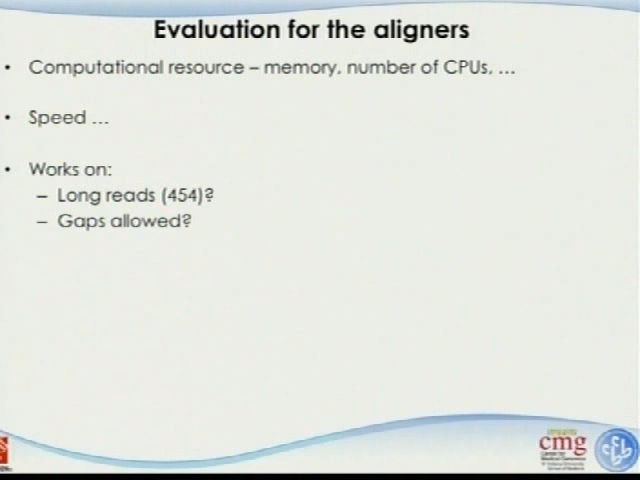 Evaluation for the aligners
• Computational resource – memory, number of CPUs, …
• Speed …
• Works on:
– Long reads (454)?
– Gaps allowed?
cmg